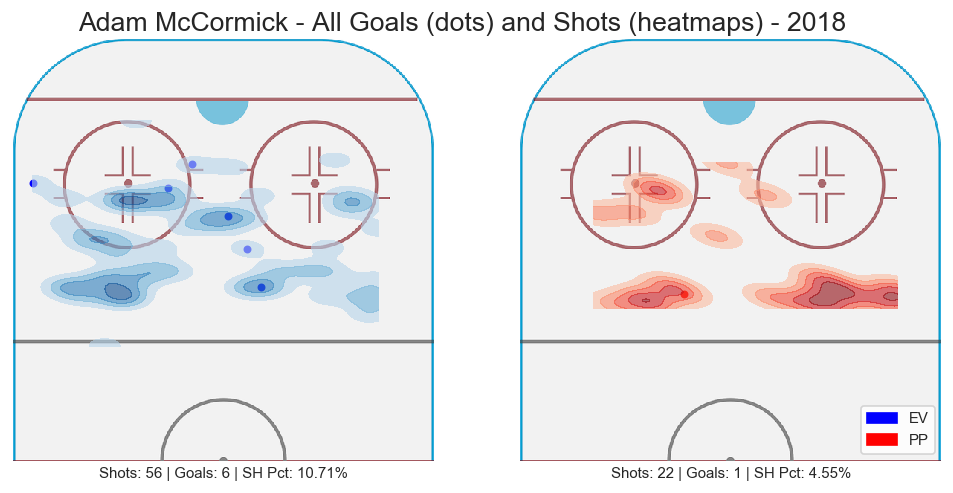 Adam McCormick - All Goals (dots) and Shots (heatmaps) - 2018
EV
PP
Shots: 56 | Goals: 6 | SH Pct: 10.71%
Shots: 22 | Goals: 1 | SH Pct: 4.55%